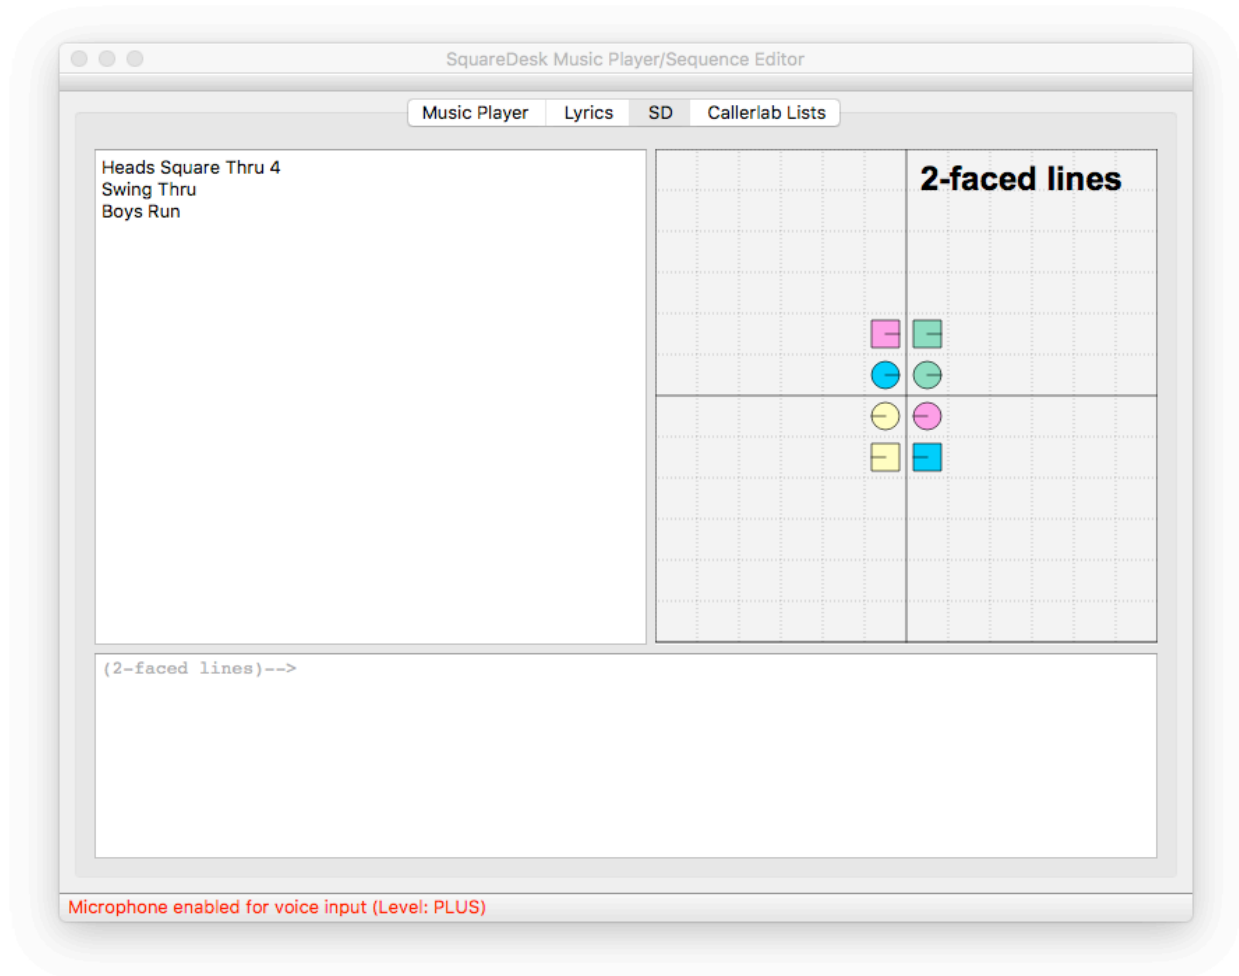 SquareDesk Music Player/Sequence Editor
Music Player Lyrics SD Callerlab Lists
Heads Square Thru 4
Swing Thru
Boys Run
2-faced lines
(2-faced lines)-->
Microphone enabled for voice input (Level: PLUS)